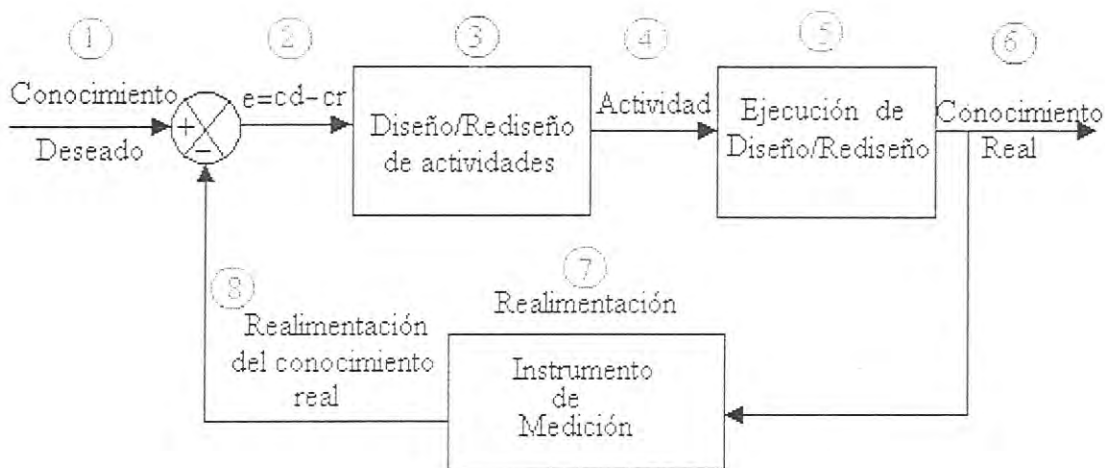 1
2
3
4
5
6
Conocimiento
Deseado
+
−
e=cd-cr
Diseño/Rediseño
de actividades
Actividad
Ejecución de
Diseño/Rediseño
Conocimiento
Real
7
Realimentación
Instrumento
de
Medición
8
Realimentación
del conocimiento
real